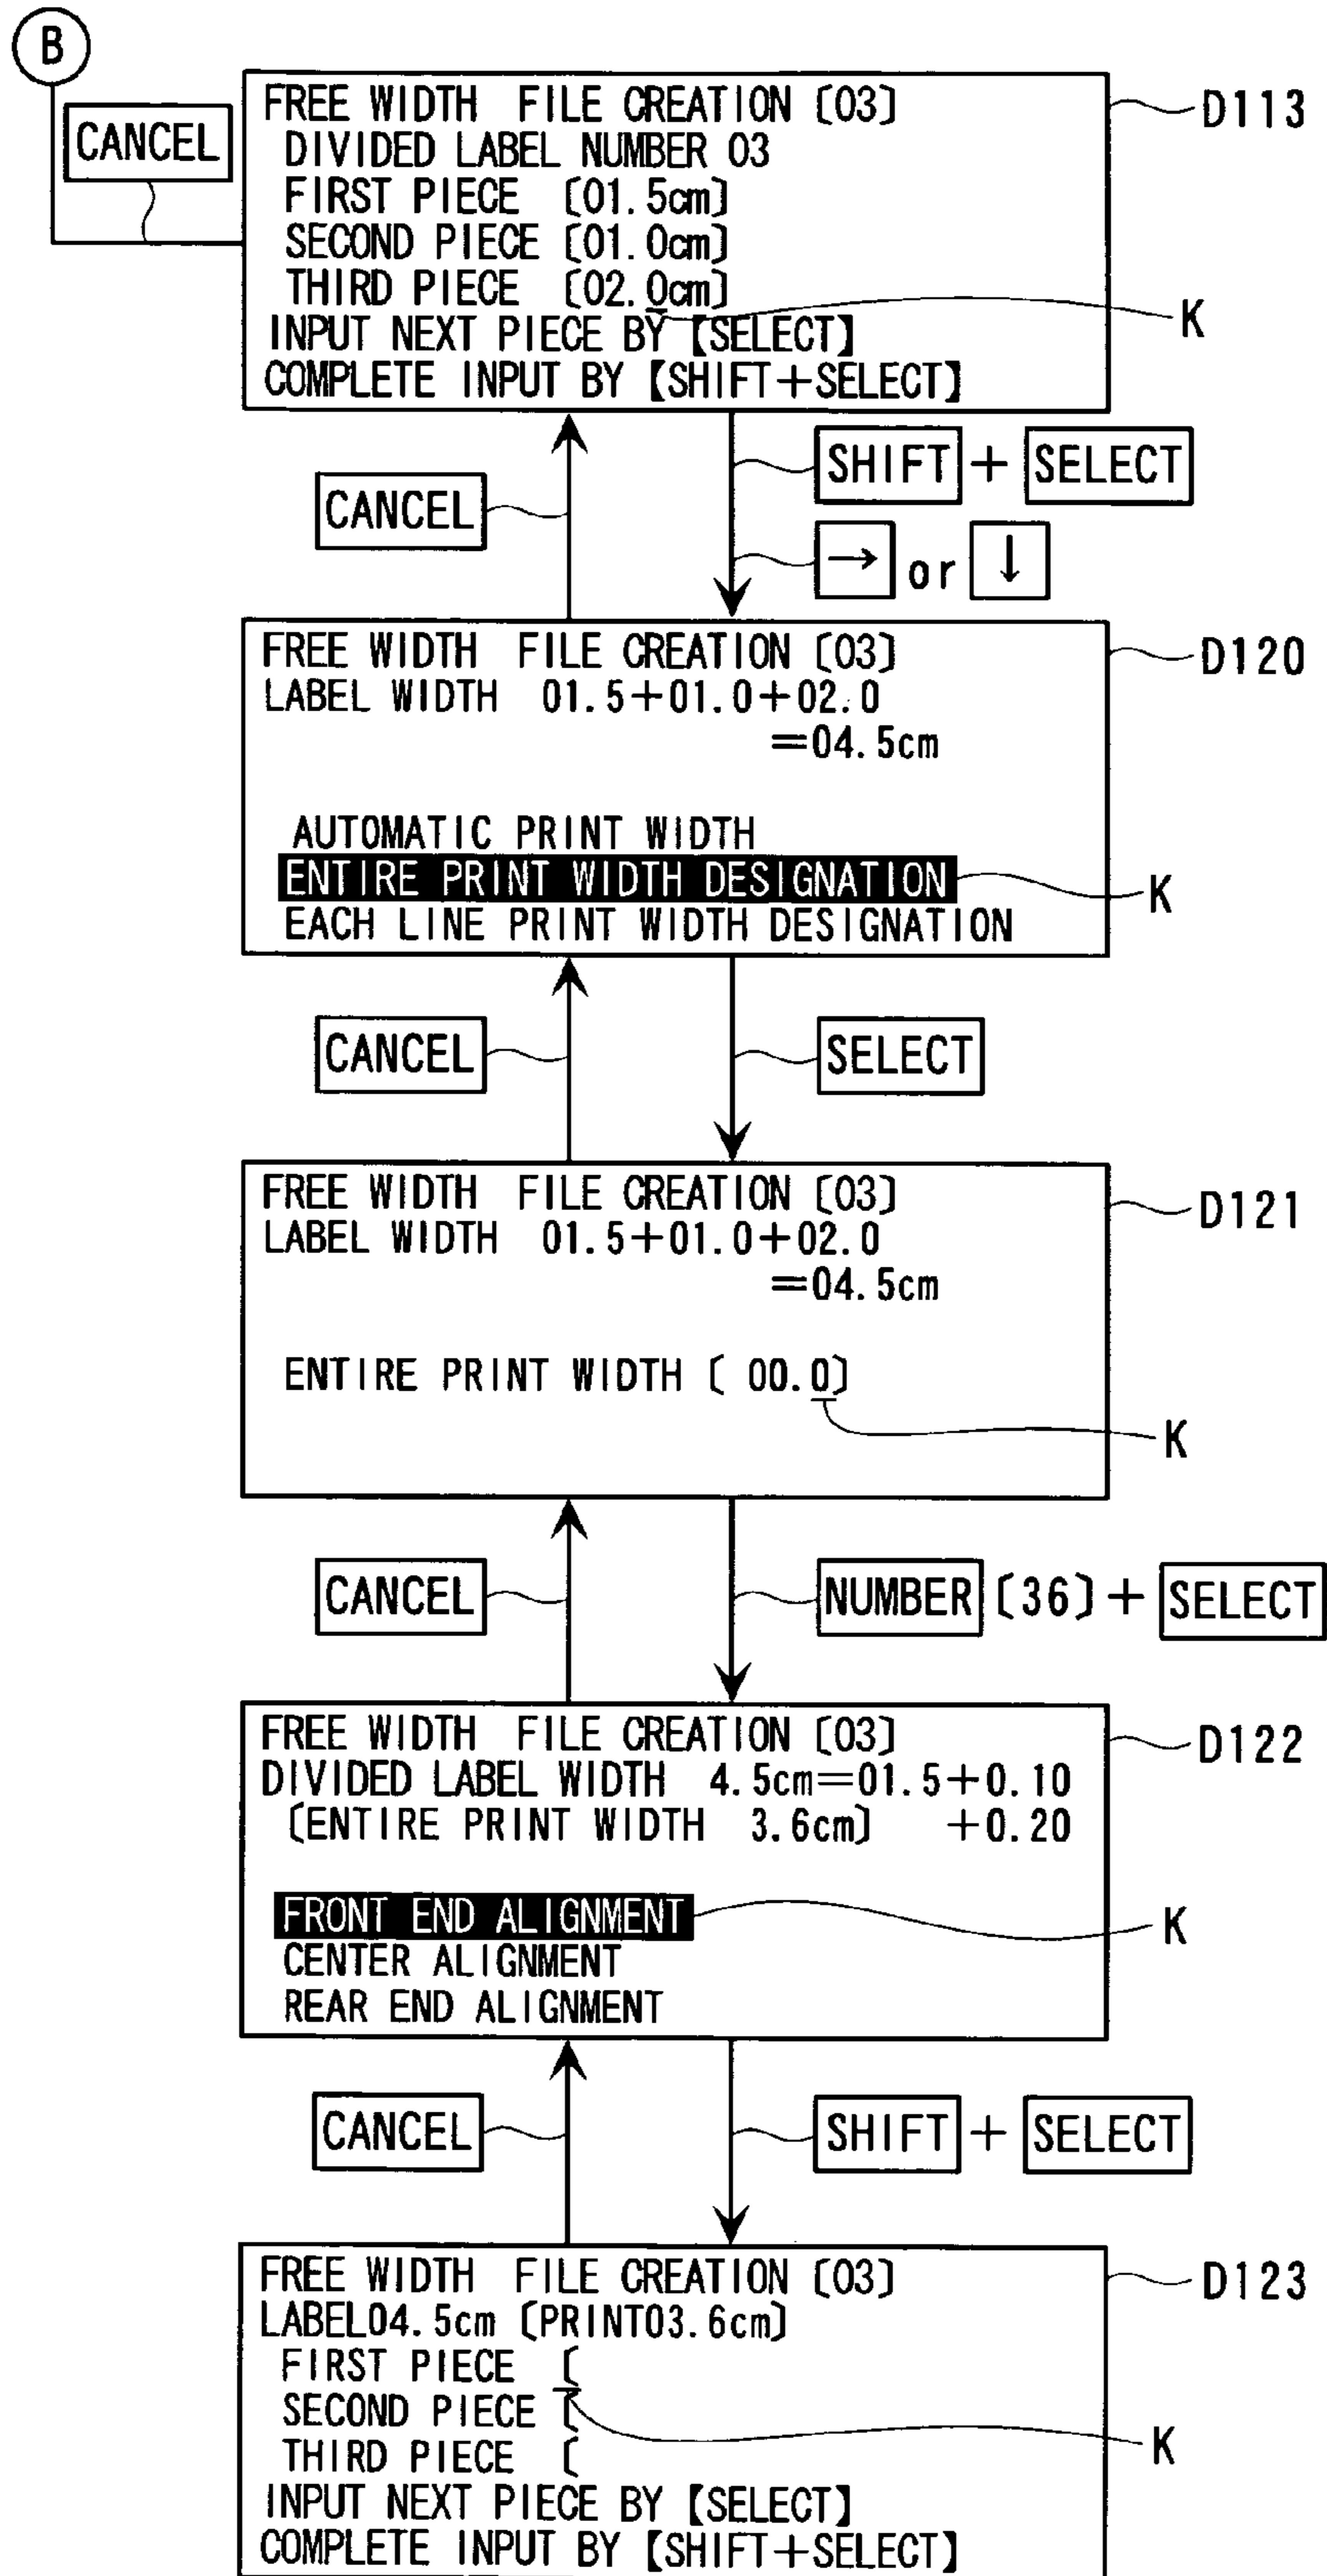 B
CANCEL
FREE WIDTH FILE CREATION [03]
DIVIDED LABEL NUMBER 03
FIRST PIECE [01.5cm]
SECOND PIECE [01.0cm]
THIRD PIECE [02.0cm]
INPUT NEXT PIECE BY 【SELECT】
COMPLETE INPUT BY 【SHIFT+SELECT】
D113
K
CANCEL
SHIFT + SELECT
→ or ↓
FREE WIDTH FILE CREATION [03]
LABEL WIDTH 01.5+01.0+02.0
=04.5cm
AUTOMATIC PRINT WIDTH
ENTIRE PRINT WIDTH DESIGNATION
EACH LINE PRINT WIDTH DESIGNATION
D120
K
CANCEL
SELECT
FREE WIDTH FILE CREATION [03]
LABEL WIDTH 01.5+01.0+02.0
=04.5cm
ENTIRE PRINT WIDTH [ 00.0]
D121
K
CANCEL
NUMBER [36] + SELECT
FREE WIDTH FILE CREATION [03]
DIVIDED LABEL WIDTH 4.5cm=01.5+0.10
[ENTIRE PRINT WIDTH 3.6cm] +0.20
FRONT END ALIGNMENT
CENTER ALIGNMENT
REAR END ALIGNMENT
D122
K
CANCEL
SHIFT + SELECT
FREE WIDTH FILE CREATION [03]
LABEL04.5cm [PRINT03.6cm]
FIRST PIECE [
SECOND PIECE [
THIRD PIECE [
INPUT NEXT PIECE BY 【SELECT】
COMPLETE INPUT BY 【SHIFT+SELECT】
D123
K